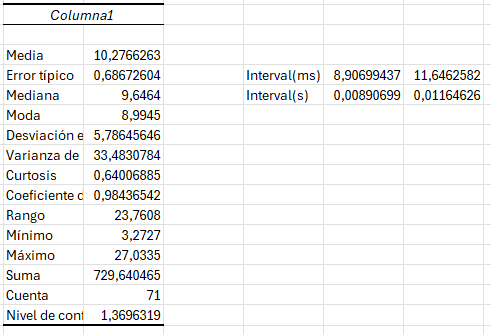 Columna1
Media 10,2766263
Error típico 0,68672604 Interval(ms) 8,90699437 11,6462582
Mediana 9,6464 Interval(s) 0,00890699 0,01164626
Moda 8,9945
Desviación e 5,78645646
Varianza de 33,4830784
Curtosis 0,64006885
Coeficiente d 0,98436542
Rango 23,7608
Mínimo 3,2727
Máximo 27,0335
Suma 729,640465
Cuenta 71
Nivel de conf 1,3696319